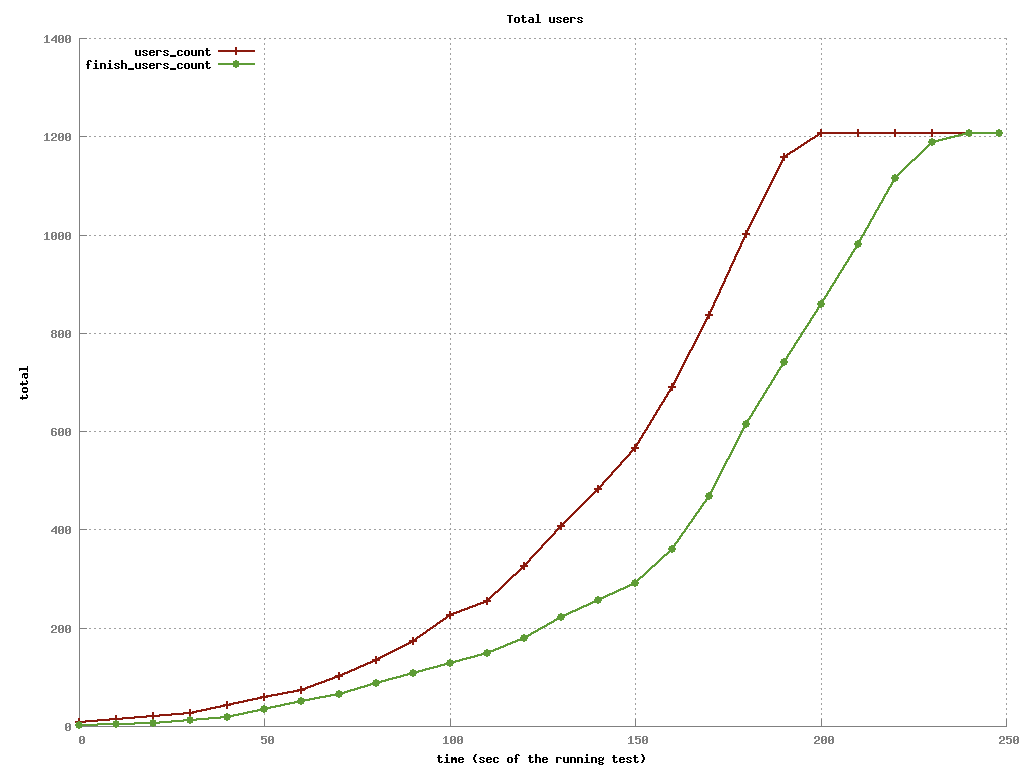 Total users
users_count
finish_users_count
1400
1200
1000
800
600
400
200
0
total
0 50 100 150 200 250
time (sec of the running test)